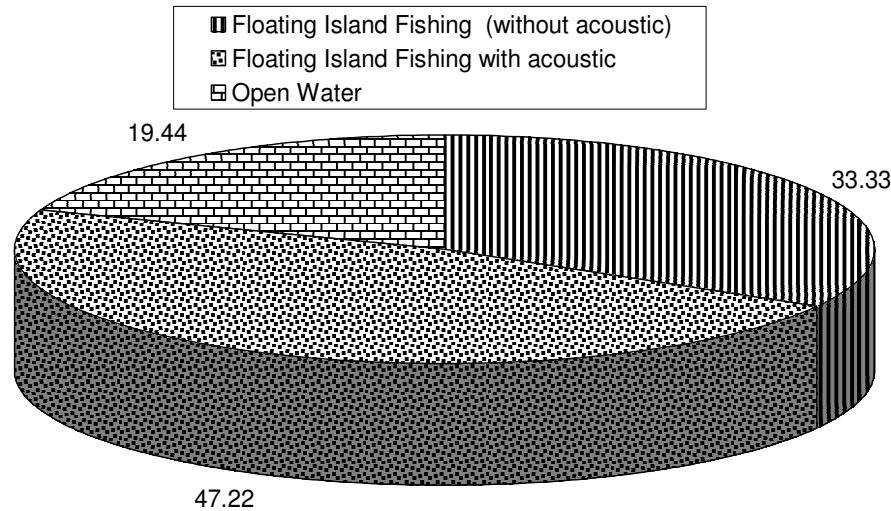 Floating Island Fishing (without acoustic)
Floating Island Fishing with acoustic
Open Water
19.44
33.33
47.22